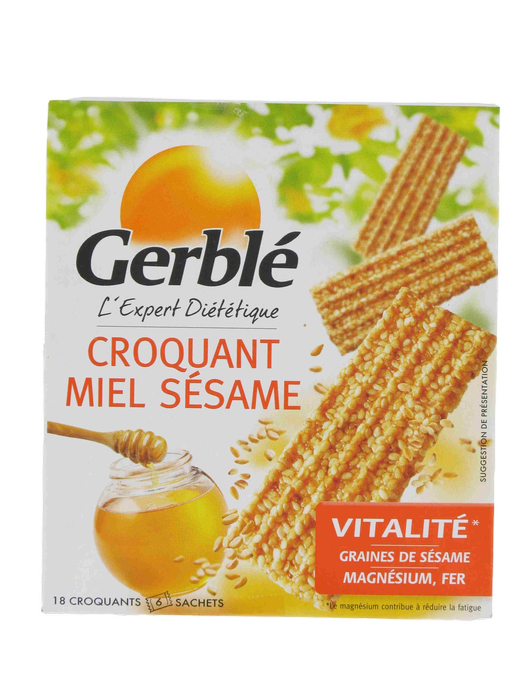 Gerblé
L'Expert Diététique
CROQUANT
MIEL SÉSAME
SUGGESTION DE PRÉSENTATION
VITALITÉ*
GRAINES DE SÉSAME
MAGNÉSIUM, FER
18 CROQUANTS 6 SACHETS
*Le magnésium contribue à réduire la fatigue